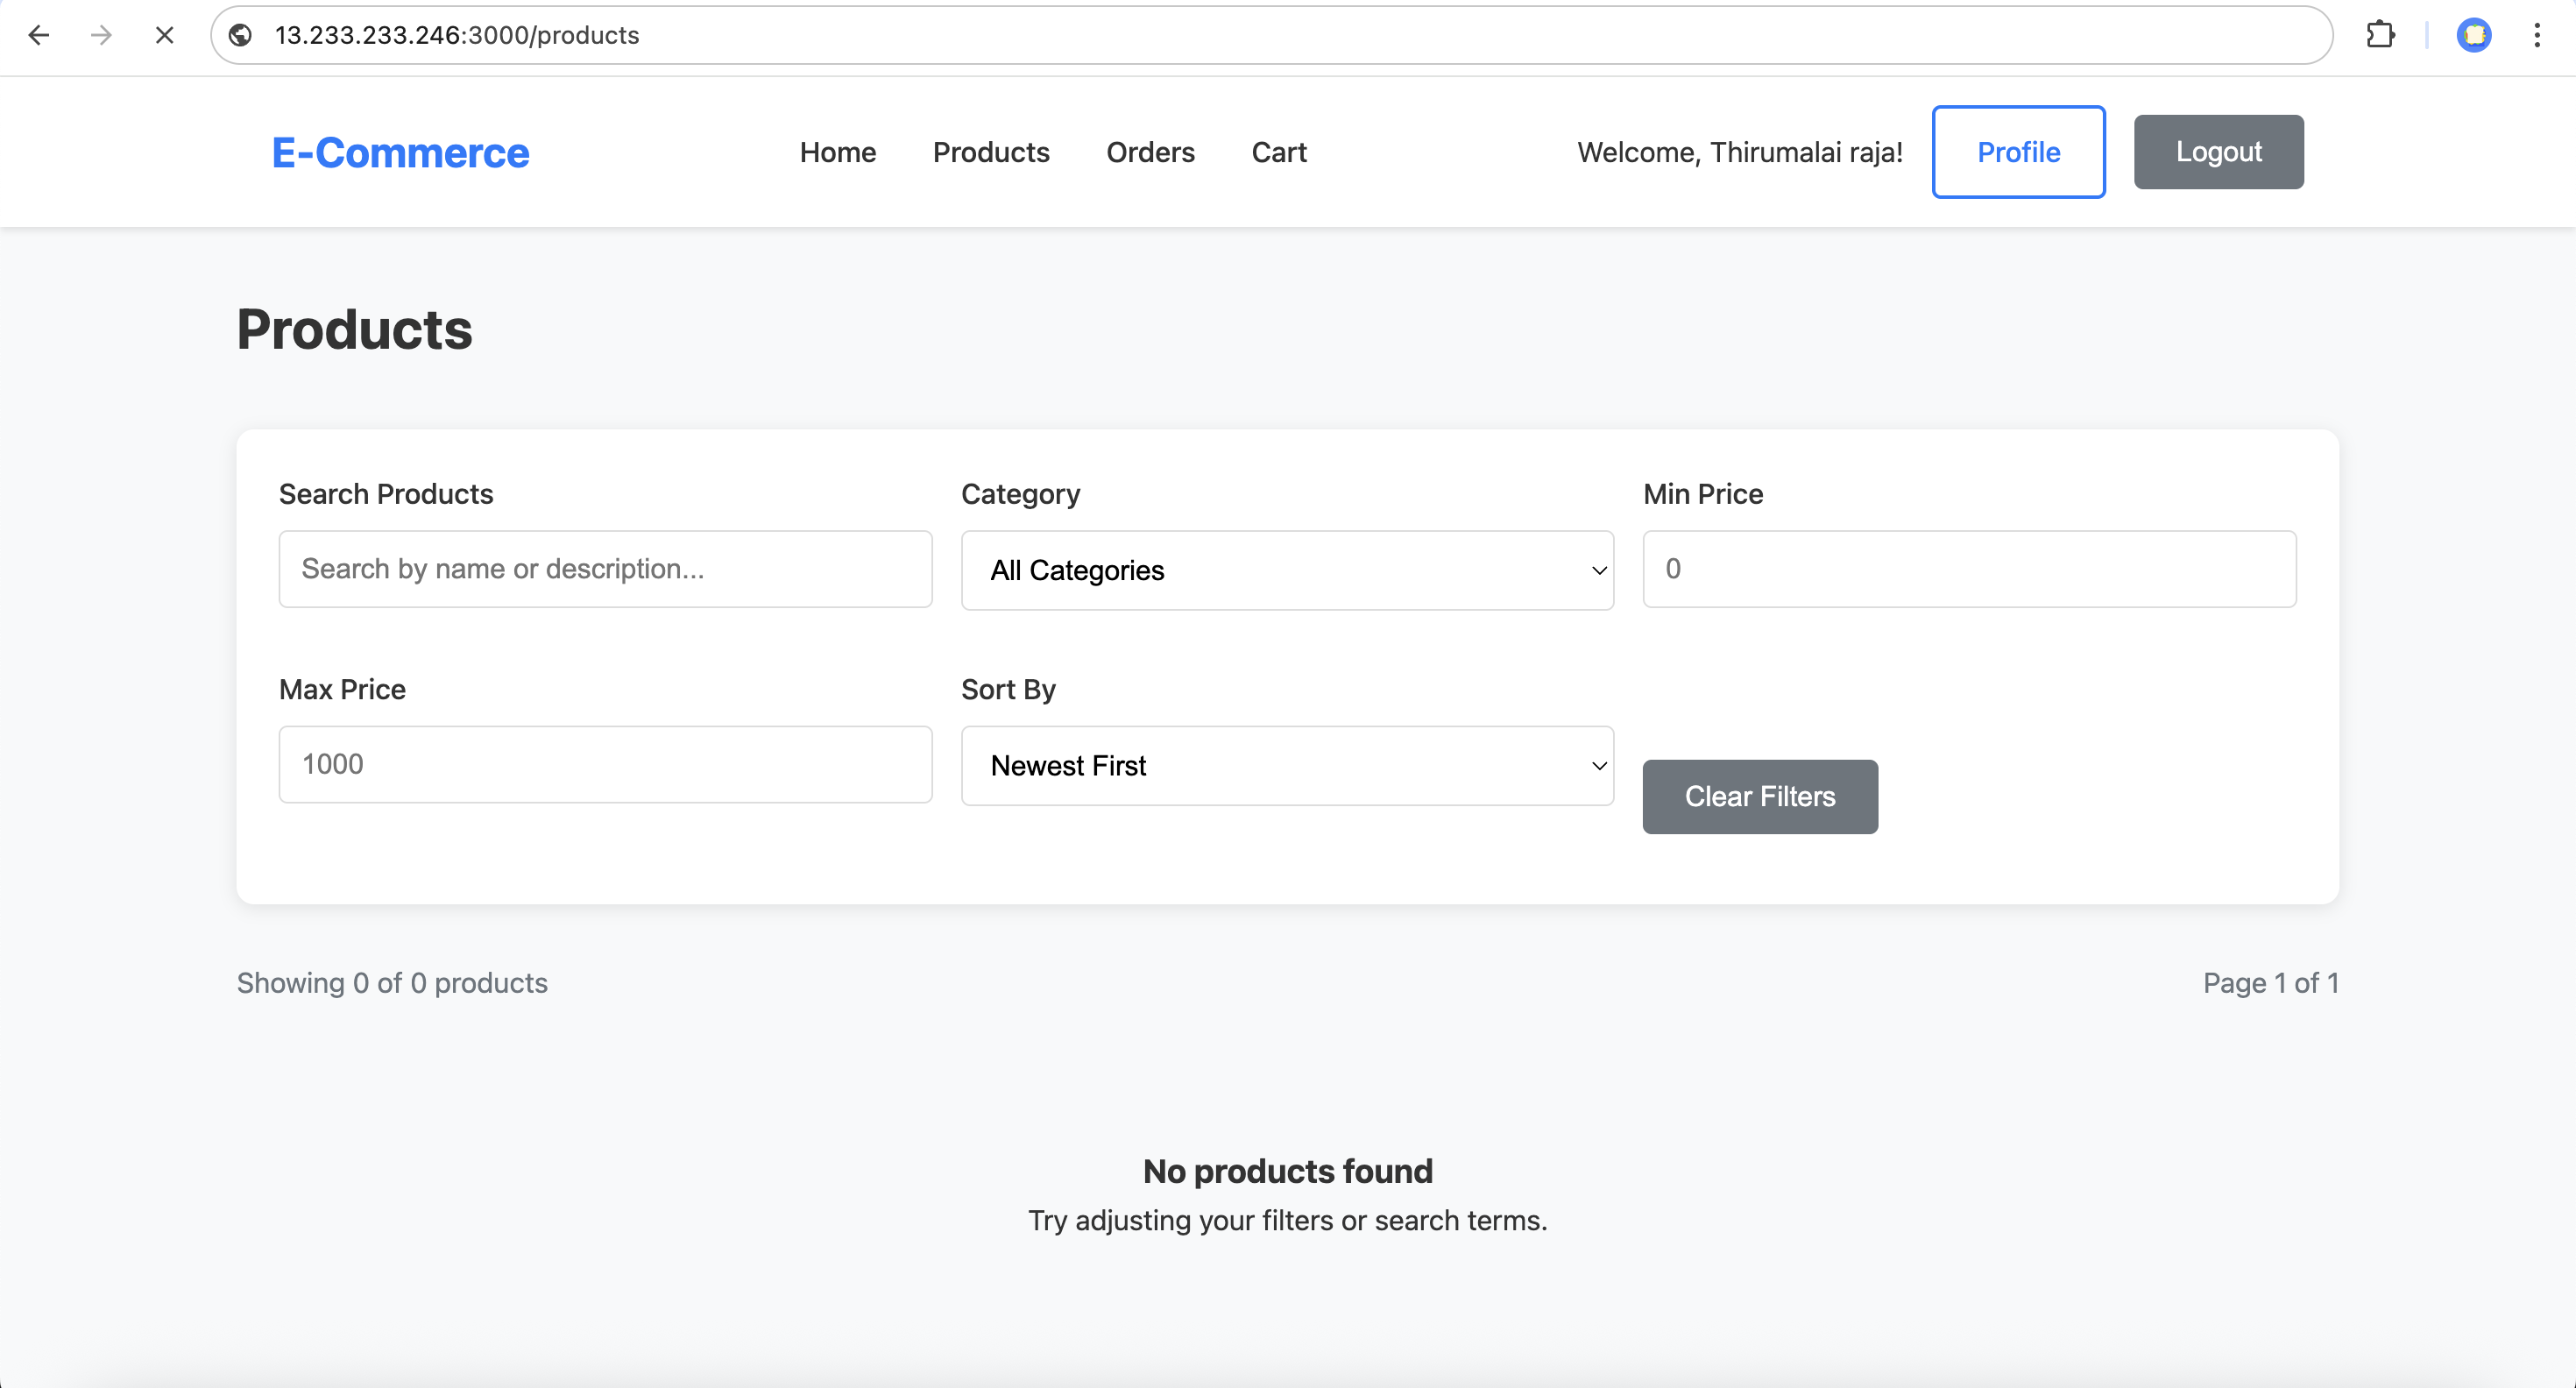 13.233.233.246:3000/products
E-Commerce
Home Products Orders Cart
Welcome, Thirumalai raja! Profile Logout
Products
Search Products Category Min Price
Search by name or description... All Categories 0
Max Price Sort By
1000 Newest First Clear Filters
Showing 0 of 0 products Page 1 of 1
No products found
Try adjusting your filters or search terms.